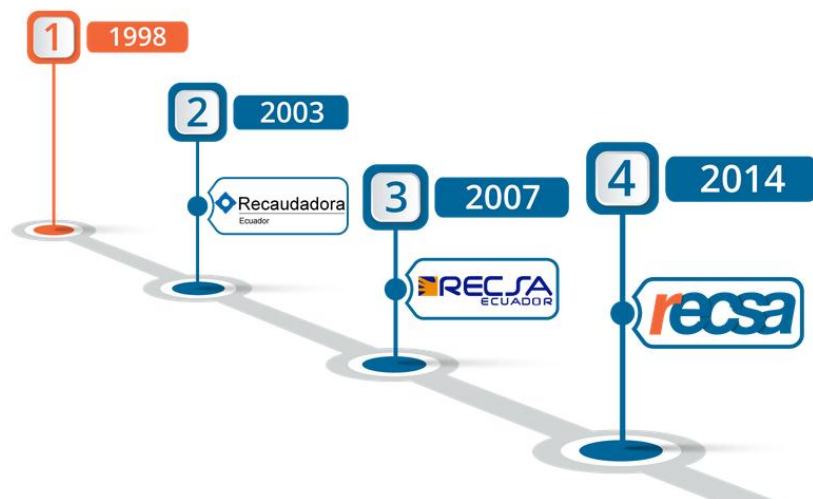 1
1998
2
2003
Recaudadora
Ecuador
3
2007
RECSA
ECUADOR
4
2014
recsa